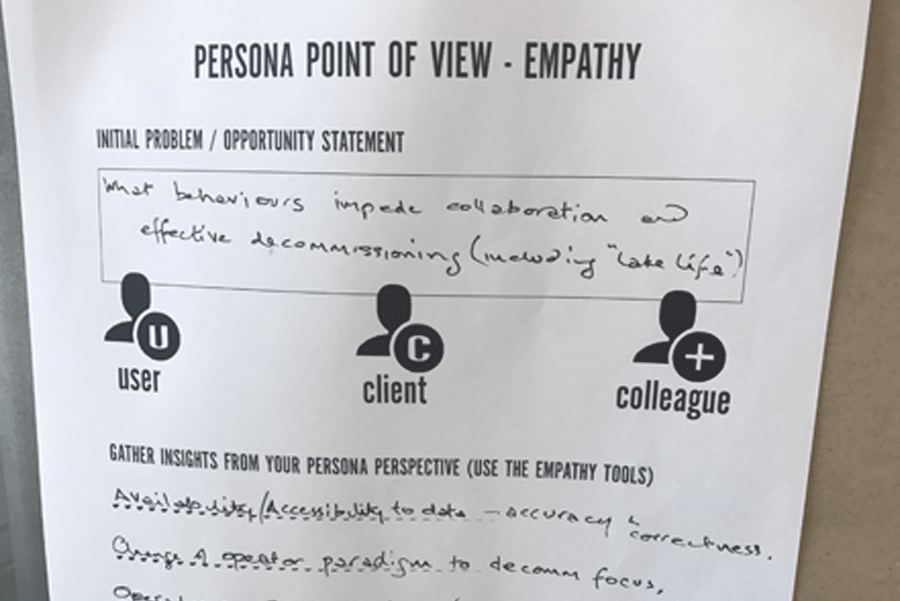 PERSONA POINT OF VIEW - EMPATHY
INITIAL PROBLEM / OPPORTUNITY STATEMENT
What behaviours impede collaboration and
effective decommissioning (including "late life")
U
C
+
user
client
colleague
GATHER INSIGHTS FROM YOUR PERSONA PERSPECTIVE (USE THE EMPATHY TOOLS)
Availability/Accessibility to data - accuracy & correctness.
Change of operator paradigm to decomm focus,